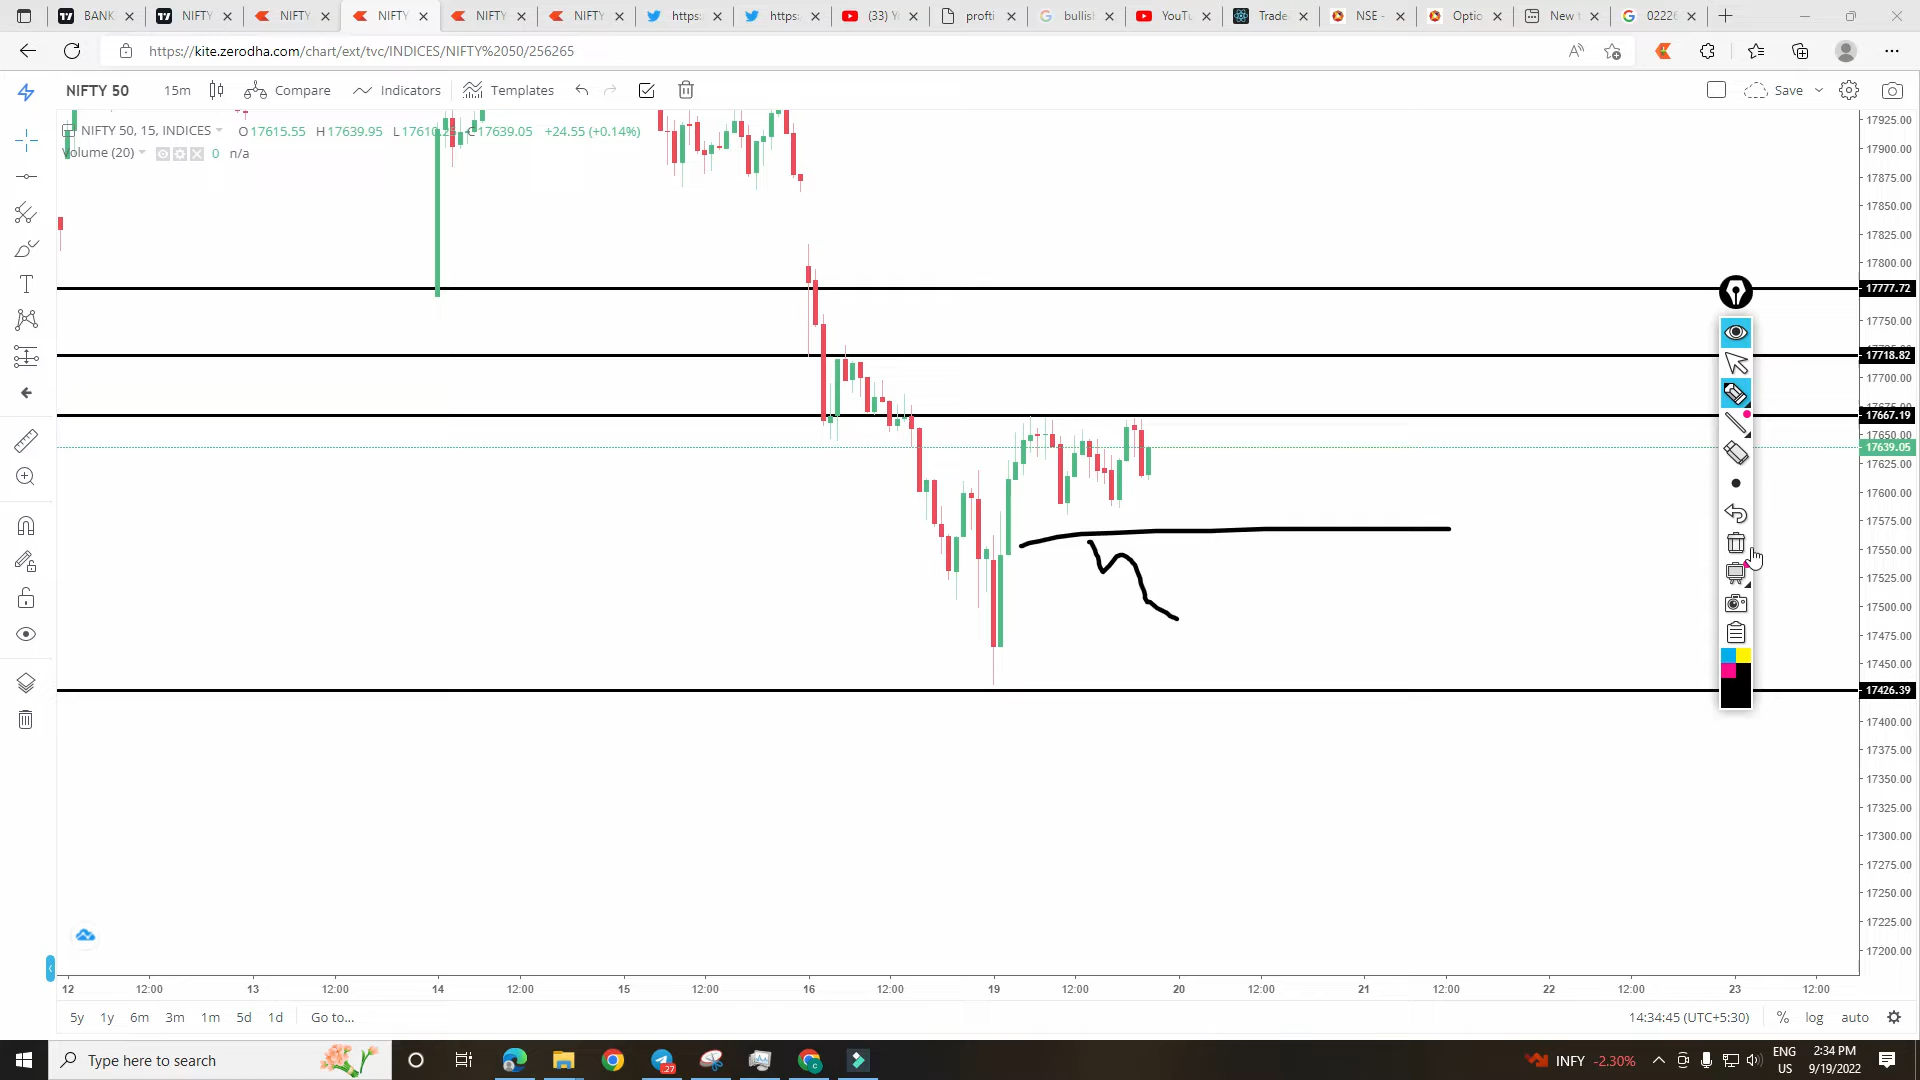 BANK
NIFTY
NIFTY
NIFTY
NIFTY
NIFTY
https:
https:
(33) Y
profti
bullis
YouTu
Trade
NSE -
Optio
New
0222
https://kite.zerodha.com/chart/ext/tvc/INDICES/NIFTY%2050/256265
NIFTY 50
15m
Compare
Indicators
Templates
Save
NIFTY 50, 15, INDICES
O17615.55 H17639.95 C17639.05 +24.55 (+0.14%)
Volume (20) 0 n/a
17925.00
17900.00
17875.00
17850.00
17825.00
17800.00
17777.72
17750.00
17718.82
17700.00
17667.19
17650.00
17639.05
17625.00
17600.00
17575.00
17550.00
17525.00
17500.00
17475.00
17450.00
17426.39
17400.00
17375.00
17350.00
17325.00
17300.00
17275.00
17250.00
17225.00
17200.00
12 12:00 13 12:00 14 12:00 15 12:00 16 12:00 19 12:00 20 12:00 21 12:00 22 12:00 23 12:00
5y 1y 6m 3m 1m 5d 1d Go to...
14:34:45 (UTC+5:30) % log auto
Type here to search
27
INFY -2.30%
ENG
US
2:34 PM
9/19/2022